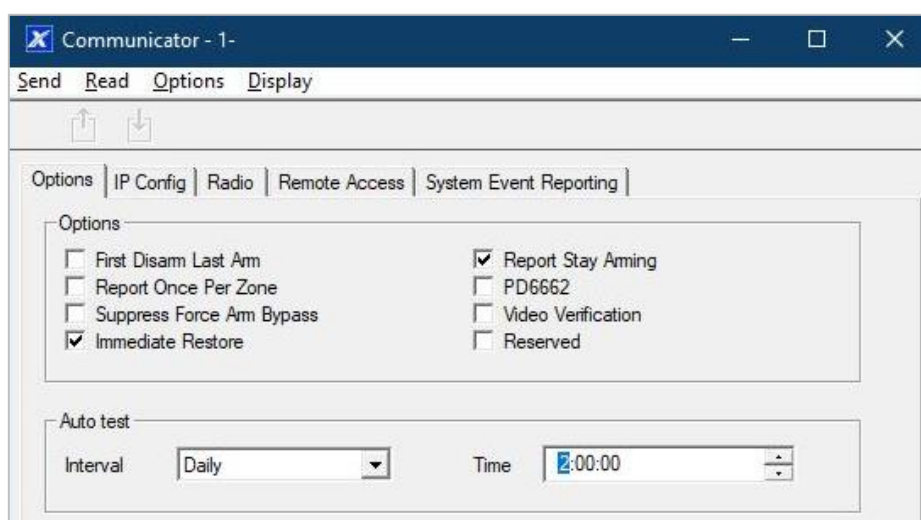 Communicator - 1-
Send Read Options Display
Options IP Config Radio Remote Access System Event Reporting
Options
First Disarm Last Arm Report Stay Arming
Report Once Per Zone PD6662
Suppress Force Arm Bypass Video Verification
Immediate Restore Reserved
Auto test
Interval Daily Time 2:00:00